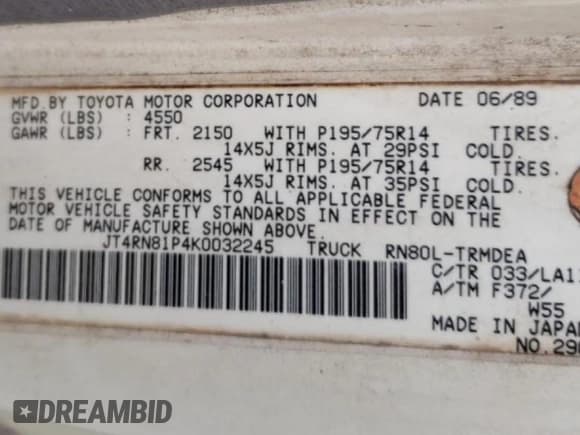 MFD.BY TOYOTA MOTOR CORPORATION DATE 06/89
GVWR (LBS) : 4550
GAWR (LBS) : FRT. 2150 WITH P195/75R14 TIRES.
14X5J RIMS. AT 29PSI COLD.
RR. 2545 WITH P195/75R14 TIRES.
14X5J RIMS. AT 35PSI COLD.
THIS VEHICLE CONFORMS TO ALL APPLICABLE FEDERAL
MOTOR VEHICLE SAFETY STANDARDS IN EFFECT ON THE
DATE OF MANUFACTURE SHOWN ABOVE.
JT4RN81P4K0032245 TRUCK RN80L-TRMDEA
C/TR 033/LA1
A/TM F372/
W55
MADE IN JAPAN
NO.29
DREAMBID